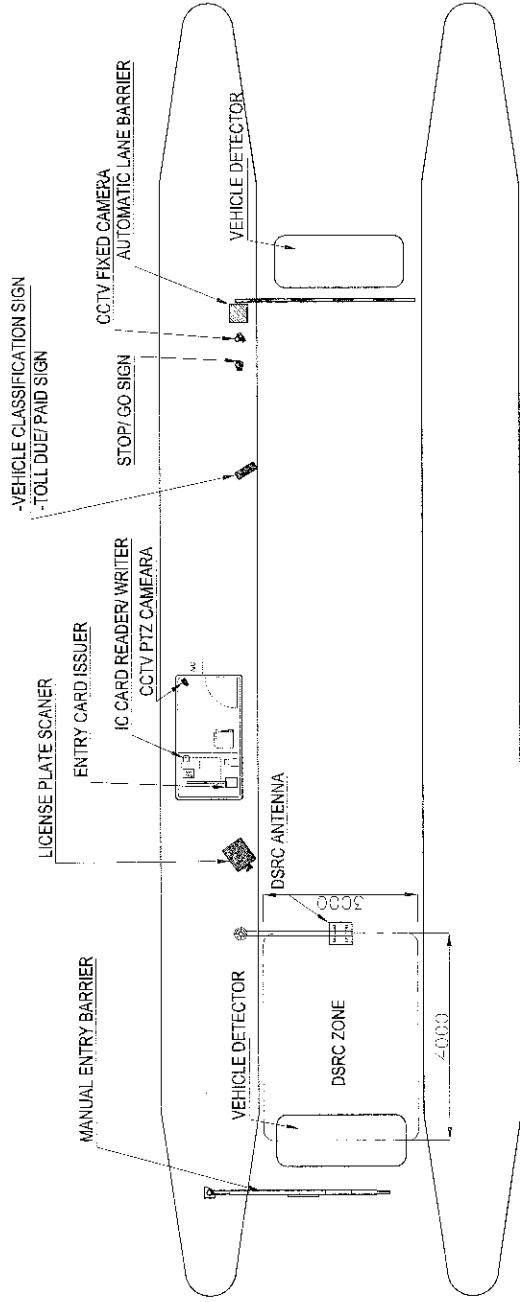 MANUAL ENTRY BARRIER
LICENSE PLATE SCANER
ENTRY CARD ISSUER
IC CARD READER/ WRITER
CCTV PTZ CAMEARA
-VEHICLE CLASSIFICATION SIGN
-TOLL DUE/ PAID SIGN
STOP/ GO SIGN
CCTV FIXED CAMERA
AUTOMATIC LANE BARRIER
VEHICLE DETECTOR
DSRC ZONE
DSRC ANTENNA
3000
4000
VEHICLE DETECTOR